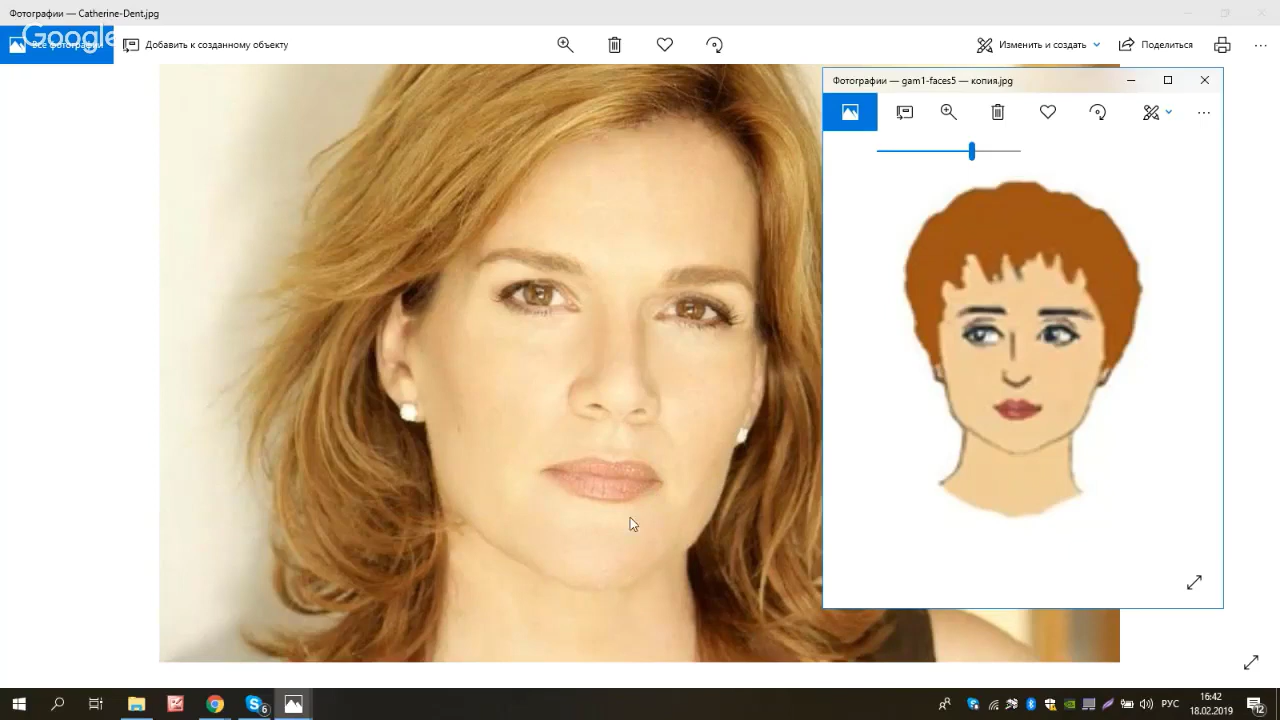 Фотографии — Catherine-Dent.jpg
Google
Все фотографии
Добавить к созданному объекту
Изменить и создать
Поделиться
Фотографии — gam1-faces5 — копия.jpg
6
РУС
16:42
18.02.2019
12